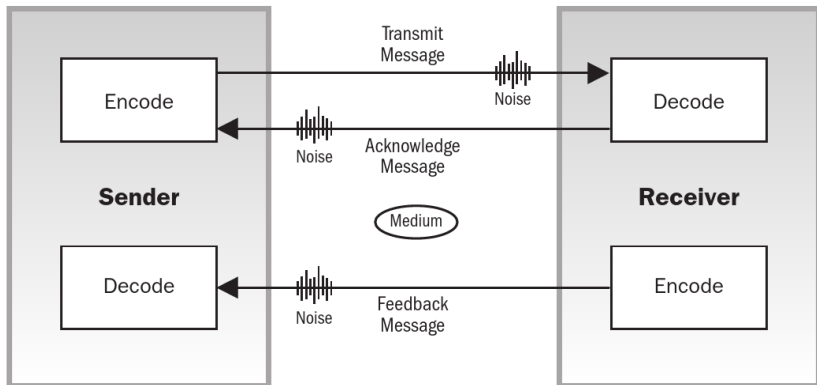 Transmit
Message
Encode
Noise
Decode
Noise
Acknowledge
Message
Sender
Medium
Receiver
Decode
Noise
Feedback
Message
Encode